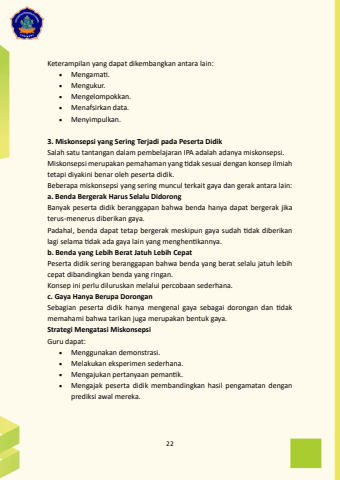 Keterampilan yang dapat dikembangkan antara lain:
• Mengamati.
• Mengukur.
• Mengelompokkan.
• Menafsirkan data.
• Menyimpulkan.
3. Miskonsepsi yang Sering Terjadi pada Peserta Didik
Salah satu tantangan dalam pembelajaran IPA adalah adanya miskonsepsi.
Miskonsepsi merupakan pemahaman yang tidak sesuai dengan konsep ilmiah
tetapi diyakini benar oleh peserta didik.
Beberapa miskonsepsi yang sering muncul terkait gaya dan gerak antara lain:
a. Benda Bergerak Harus Selalu Didorong
Banyak peserta didik beranggapan bahwa benda hanya dapat bergerak jika
terus-menerus diberikan gaya.
Padahal, benda dapat tetap bergerak meskipun gaya sudah tidak diberikan
lagi selama tidak ada gaya lain yang menghentikannya.
b. Benda yang Lebih Berat Jatuh Lebih Cepat
Peserta didik sering beranggapan bahwa benda yang berat selalu jatuh lebih
cepat dibandingkan benda yang ringan.
Konsep ini perlu diluruskan melalui percobaan sederhana.
c. Gaya Hanya Berupa Dorongan
Sebagian peserta didik hanya mengenal gaya sebagai dorongan dan tidak
memahami bahwa tarikan juga merupakan bentuk gaya.
Strategi Mengatasi Miskonsepsi
Guru dapat:
• Menggunakan demonstrasi.
• Melakukan eksperimen sederhana.
• Mengajukan pertanyaan pemantik.
• Mengajak peserta didik membandingkan hasil pengamatan dengan
prediksi awal mereka.
22